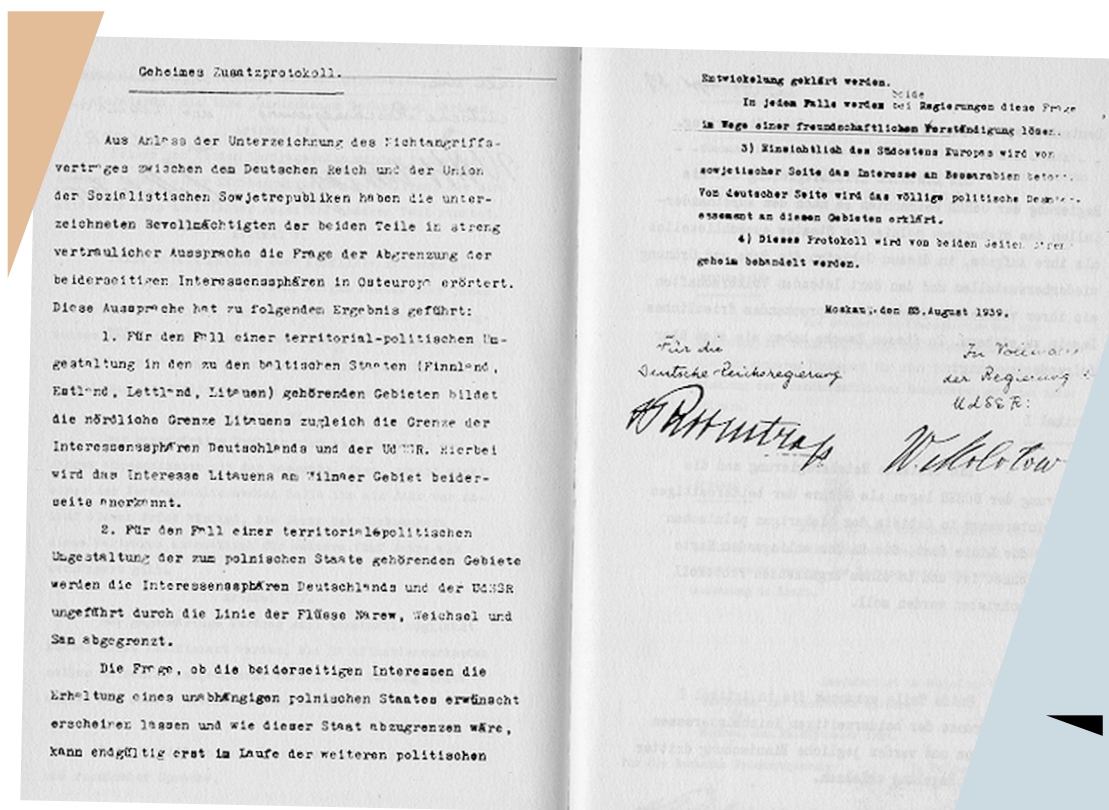 Geheimes Zusatzprotokoll.
Aus Anlass der Unterzeichnung des Nichtangriffs-
vertrages zwischen dem Deutschen Reich und der Union
der Sozialistischen Sowjetrepubliken haben die unter-
zeichneten Bevollmächtigten der beiden Teile in streng
vertraulicher Aussprache die Frage der Abgrenzung der
beiderseitigen Interessenssphären in Osteuropa erörtert.
Diese Aussprache hat zu folgendem Ergebnis geführt:
1. Für den Fall einer territorial-politischen Um-
gestaltung in den zu den baltischen Staaten (Finnland,
Estland, Lettland, Litauen) gehörenden Gebieten bildet
die nördliche Grenze Litauens zugleich die Grenze der
Interessenssphären Deutschlands und der UdSSR. Hierbei
wird das Interesse Litauens am Wilnaer Gebiet beider-
seits anerkannt.
2. Für den Fall einer territorial-politischen
Umgestaltung der zum polnischen Staate gehörenden Gebiete
werden die Interessenssphären Deutschlands und der UdSSR
ungefährt durch die Linie der Flüsse Narew, Weichsel und
San abgegrenzt.
Die Frage, ob die beiderseitigen Interessen die
Erhaltung eines unabhängigen polnischen Staates erwünscht
erscheinen lassen und wie dieser Staat abzugrenzen wäre,
kann endgültig erst im Laufe der weiteren politischen
Entwickelung geklärt werden.
beide
In jedem Falle werden bei Regierungen diese Frage
im Wege einer freundschaftlichen Verständigung lösen.
3) Hinsichtlich des Südostens Europas wird von
sowjetischer Seite das Interesse an Bessarabien betont.
Von deutscher Seite wird das völlige politische Desinter-
essement an diesen Gebieten erklärt.
4) Dieses Protokoll wird von beiden Seiten streng
geheim behandelt werden.
Moskau, den 23. August 1939.
Für die
Deutsche Reichsregierung
In Vollmacht
der Regierung
UdSSR:
Ribbentrop
W. Molotow